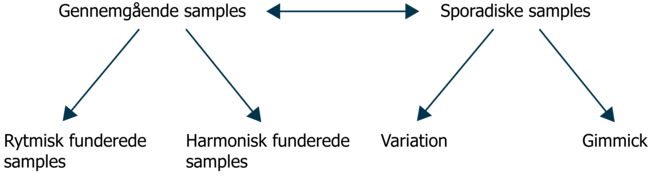 Gennemgående samples
Sporadiske samples
Rytmisk funderede
samples
Harmonisk funderede
samples
Variation
Gimmick